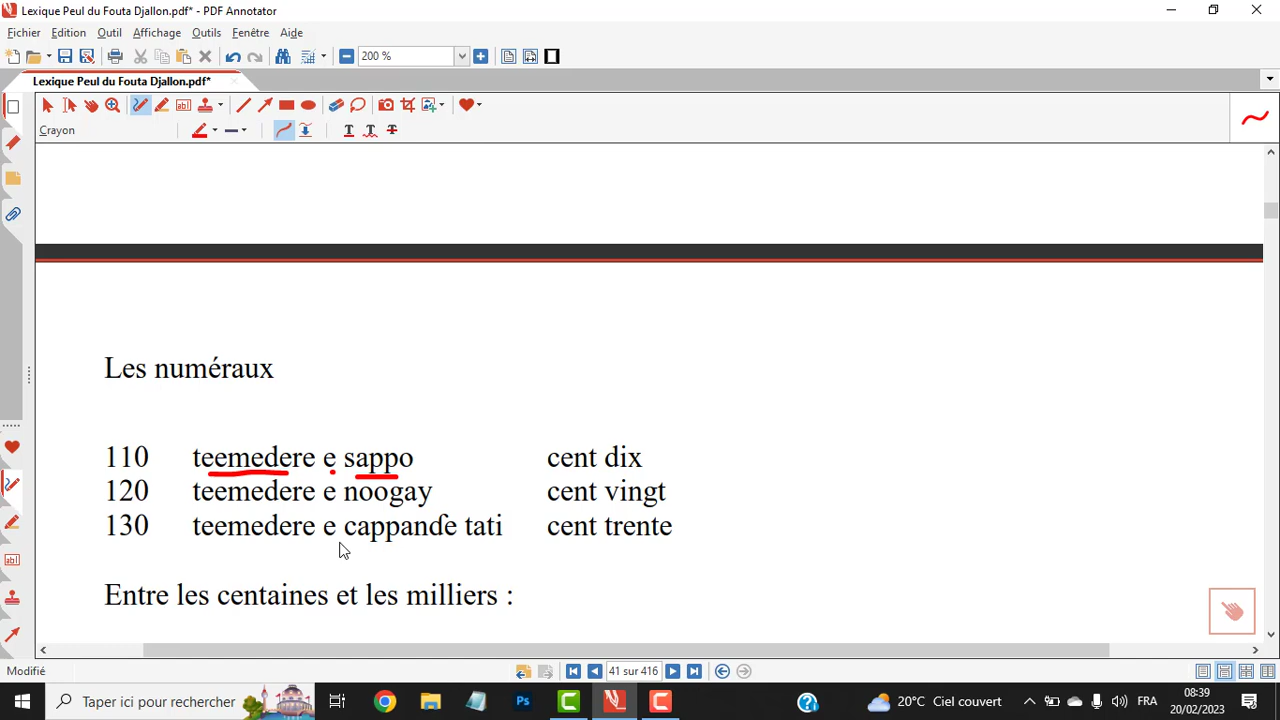 Lexique Peul du Fouta Djallon.pdf* - PDF Annotator
Fichier Edition Outil Affichage Outils Fenêtre Aide
200 %
Lexique Peul du Fouta Djallon.pdf*
Crayon
Les numéraux
110 teemedere e sappo cent dix
120 teemedere e noogay cent vingt
130 teemedere e cappanɗe tati cent trente
Entre les centaines et les milliers :
Modifié
41 sur 416
Taper ici pour rechercher
Ps
20°C Ciel couvert
FRA
08:39
20/02/2023